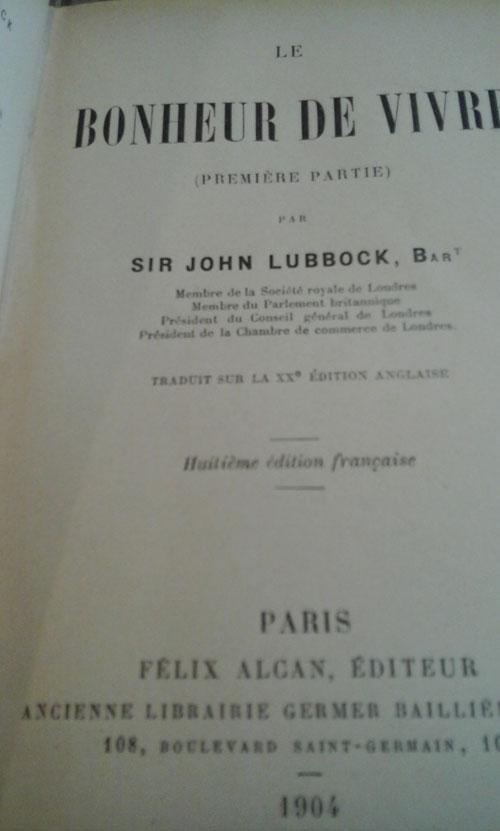 LE
BONHEUR DE VIVRE
(PREMIÈRE PARTIE)
PAR
SIR JOHN LUBBOCK, BART
Membre de la Société royale de Londres
Membre du Parlement britannique
Président du Conseil général de Londres
Président de la Chambre de commerce de Londres.
TRADUIT SUR LA XXe ÉDITION ANGLAISE
Huitième édition française
PARIS
FÉLIX ALCAN, ÉDITEUR
ANCIENNE LIBRAIRIE GERMER BAILLIÈ
108, BOULEVARD SAINT-GERMAIN, 10
1904